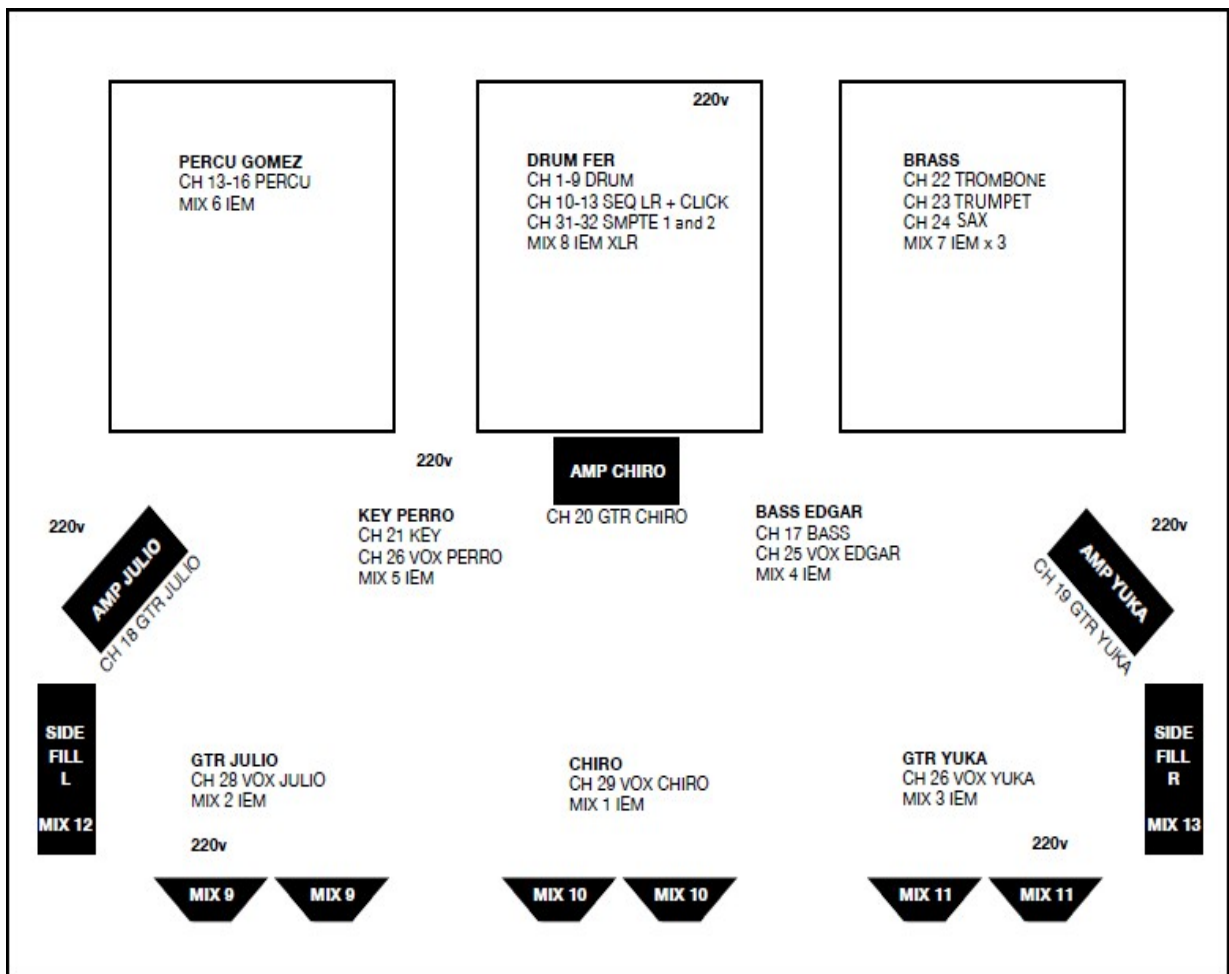 220v
PERCU GOMEZ
CH 13-16 PERCU
MIX 6 IEM
DRUM FER
CH 1-9 DRUM
CH 10-13 SEQ LR + CLICK
CH 31-32 SMPTE 1 and 2
MIX 8 IEM XLR
BRASS
CH 22 TROMBONE
CH 23 TRUMPET
CH 24 SAX
MIX 7 IEM x 3
220v
AMP CHIRO
CH 20 GTR CHIRO
220v
AMP JULIO
CH 18 GTR JULIO
KEY PERRO
CH 21 KEY
CH 26 VOX PERRO
MIX 5 IEM
BASS EDGAR
CH 17 BASS
CH 25 VOX EDGAR
MIX 4 IEM
220v
AMP YUKA
CH 19 GTR YUKA
SIDE
FILL
L
MIX 12
GTR JULIO
CH 28 VOX JULIO
MIX 2 IEM
220v
CHIRO
CH 29 VOX CHIRO
MIX 1 IEM
GTR YUKA
CH 26 VOX YUKA
MIX 3 IEM
220v
SIDE
FILL
R
MIX 13
MIX 9
MIX 9
MIX 10
MIX 10
MIX 11
MIX 11